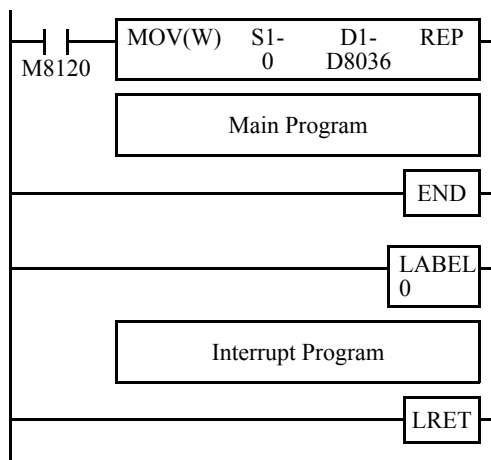 MOV(W) S1- D1- REP
0 D8036
M8120
Main Program
END
LABEL
0
Interrupt Program
LRET